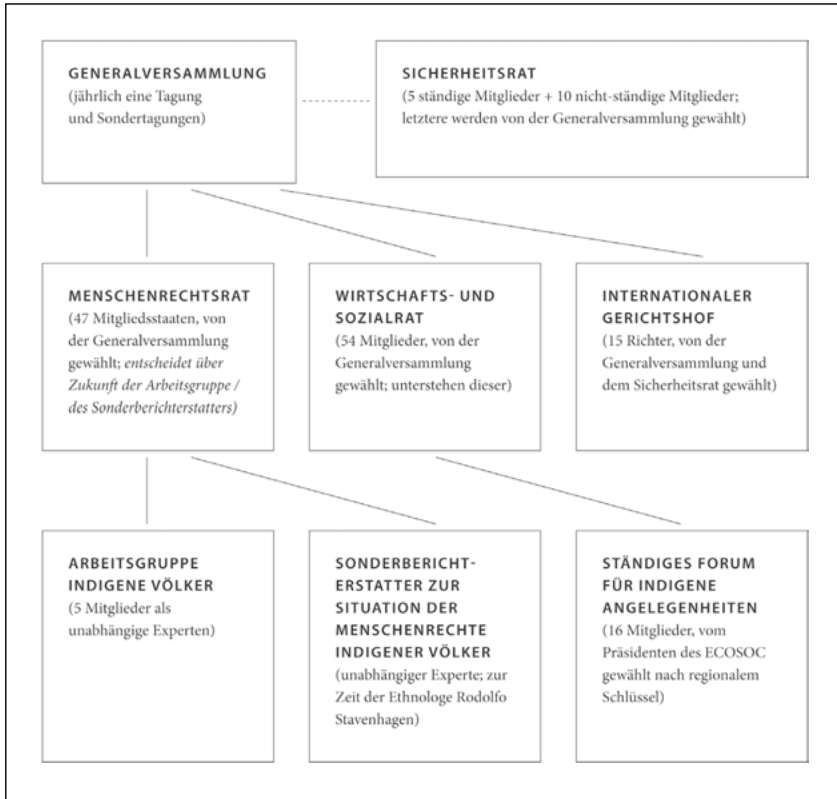 GENERALVERSAMMLUNG
(jährlich eine Tagung
und Sondertagungen)
SICHERHEITSRAT
(5 ständige Mitglieder + 10 nicht-ständige Mitglieder;
letztere werden von der Generalversammlung gewählt)
MENSCHENRECHTSRAT
(47 Mitgliedsstaaten, von
der Generalversammlung
gewählt; entscheidet über
Zukunft der Arbeitsgruppe /
des Sonderberichterstatters)
WIRTSCHAFTS- UND
SOZIALRAT
(54 Mitglieder, von der
Generalversammlung
gewählt; unterstehen dieser)
INTERNATIONALER
GERICHTSHOF
(15 Richter, von der
Generalversammlung und
dem Sicherheitsrat gewählt)
ARBEITSGRUPPE
INDIGENE VÖLKER
(5 Mitglieder als
unabhängige Experten)
SONDERBERICHT-
ERSTATTER ZUR
SITUATION DER
MENSCHENRECHTE
INDIGENER VÖLKER
(unabhängiger Experte; zur
Zeit der Ethnologe Rodolfo
Stavenhagen)
STÄNDIGES FORUM
FÜR INDIGENE
ANGELEGENHEITEN
(16 Mitglieder, vom
Präsidenten des ECOSOC
gewählt nach regionalem
Schlüssel)